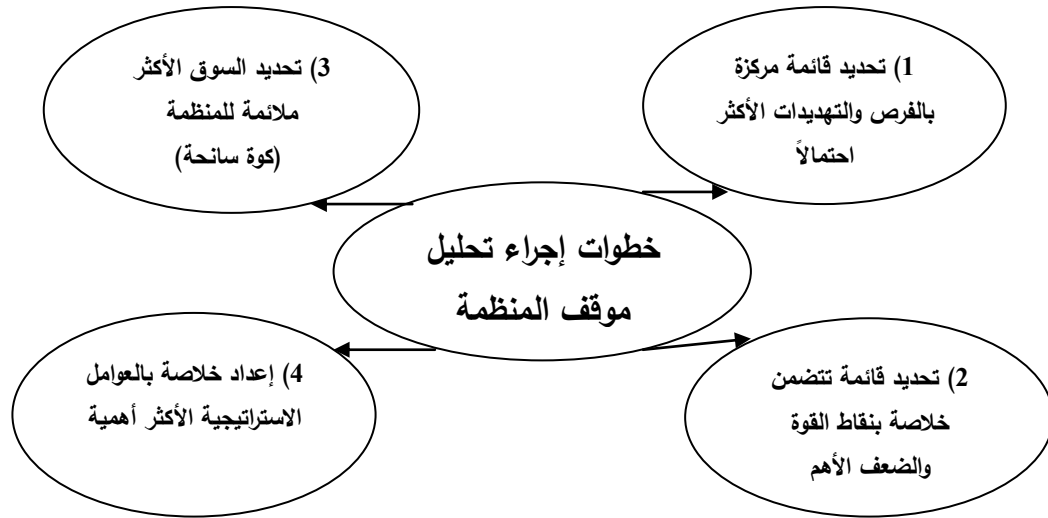 خطوات إجراء تحليل
موقف المنظمة
1) تحديد قائمة مركزة
بالفرص والتهديدات الأكثر
احتمالاً
2) تحديد قائمة تتضمن
خلاصة بنقاط القوة
والضعف الأهم
3) تحديد السوق الأكثر
ملائمة للمنظمة
(كوة سانحة)
4) إعداد خلاصة بالعوامل
الاستراتيجية الأكثر أهمية